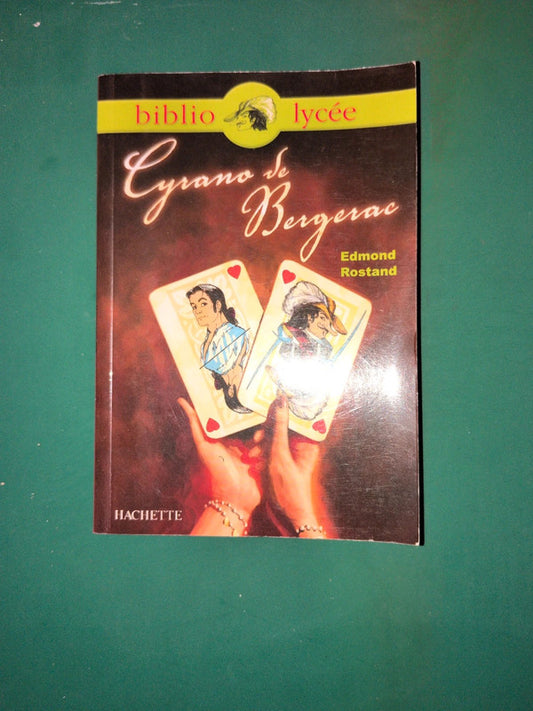 biblio lycée
Cyrano de
Bergerac
Edmond
Rostand
HACHETTE